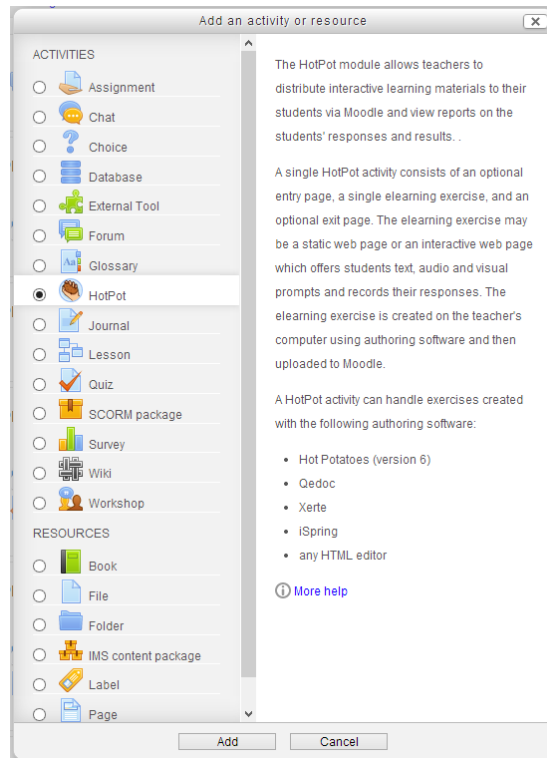 Add an activity or resource
ACTIVITIES
Assignment
Chat
Choice
Database
External Tool
Forum
Glossary
HotPot
Journal
Lesson
Quiz
SCORM package
Survey
Wiki
Workshop
RESOURCES
Book
File
Folder
IMS content package
Label
Page
The HotPot module allows teachers to
distribute interactive learning materials to their
students via Moodle and view reports on the
students' responses and results. .
A single HotPot activity consists of an optional
entry page, a single elearning exercise, and an
optional exit page. The elearning exercise may
be a static web page or an interactive web page
which offers students text, audio and visual
prompts and records their responses. The
elearning exercise is created on the teacher's
computer using authoring software and then
uploaded to Moodle.
A HotPot activity can handle exercises created
with the following authoring software:
• Hot Potatoes (version 6)
• Qedoc
• Xerte
• iSpring
• any HTML editor
More help
Add
Cancel